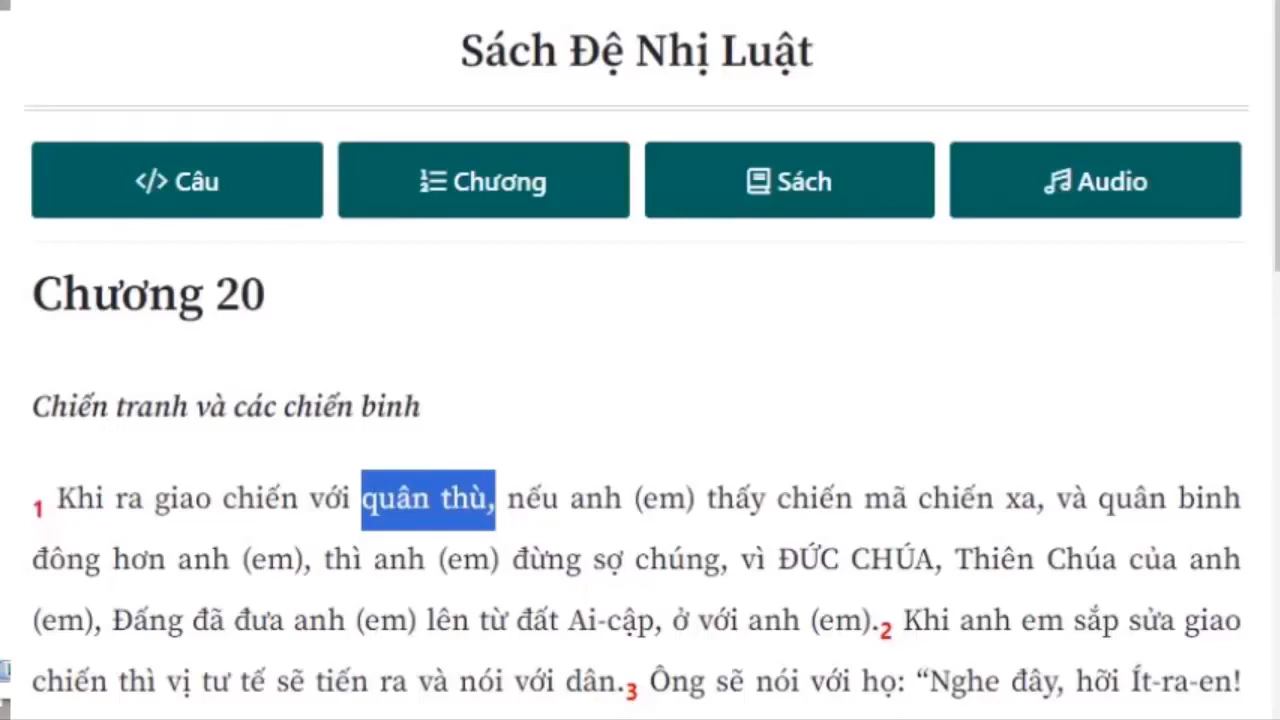 Sách Đệ Nhị Luật
</> Câu
Chương
Sách
Audio
Chương 20
Chiến tranh và các chiến binh
1 Khi ra giao chiến với quân thù, nếu anh (em) thấy chiến mã chiến xa, và quân binh
đông hơn anh (em), thì anh (em) đừng sợ chúng, vì ĐỨC CHÚA, Thiên Chúa của anh
(em), Đấng đã đưa anh (em) lên từ đất Ai-cập, ở với anh (em).2 Khi anh em sắp sửa giao
chiến thì vị tư tế sẽ tiến ra và nói với dân.3 Ông sẽ nói với họ: “Nghe đây, hỡi Ít-ra-en!